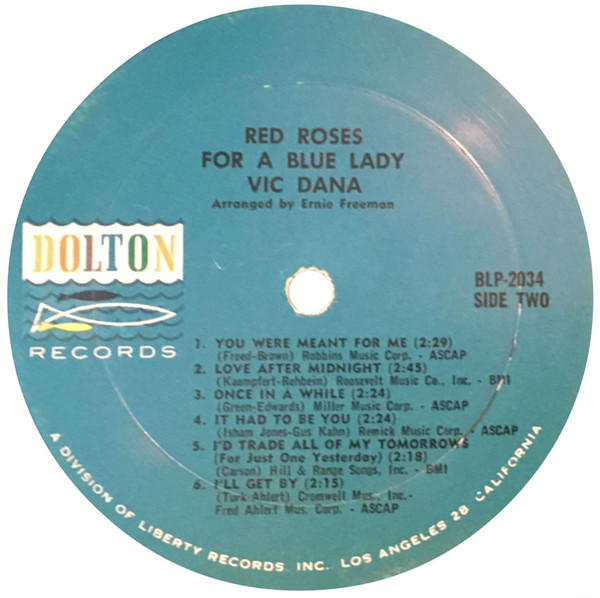 RED ROSES
FOR A BLUE LADY
VIC DANA
Arranged by Ernie Freeman
DOLTON
RECORDS
BLP-2034
SIDE TWO
1. YOU WERE MEANT FOR ME (2:29)
(Freed-Brown) Robbins Music Corp. - ASCAP
2. LOVE AFTER MIDNIGHT (2:45)
(Kaempfert-Rehbein) Roosevelt Music Co., Inc. - BMI
3. ONCE IN A WHILE (2:24)
(Green-Edwards) Miller Music Corp. - ASCAP
4. IT HAD TO BE YOU (2:24)
(Isham Jones-Gus Kahn) Remick Music Corp. - ASCAP
5. I'D TRADE ALL OF MY TOMORROWS
(For Just One Yesterday) (2:18)
(Carson) Hill & Range Songs, Inc. - BMI
6. I'LL GET BY (2:15)
(Turk-Ahlert) Cromwell Mus., Inc.-
Fred Ahlert Mus. Corp. - ASCAP
A DIVISION OF LIBERTY RECORDS INC., LOS ANGELES 28, CALIFORNIA